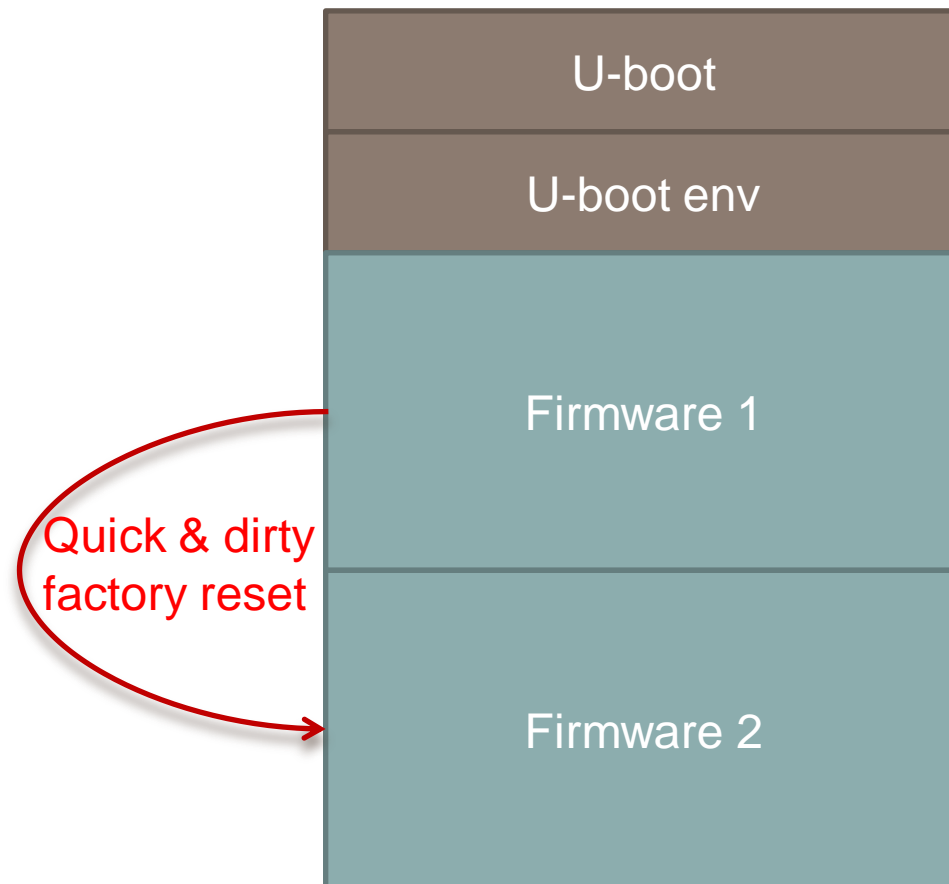 U-boot
U-boot env
Firmware 1
Quick & dirty
factory reset
Firmware 2